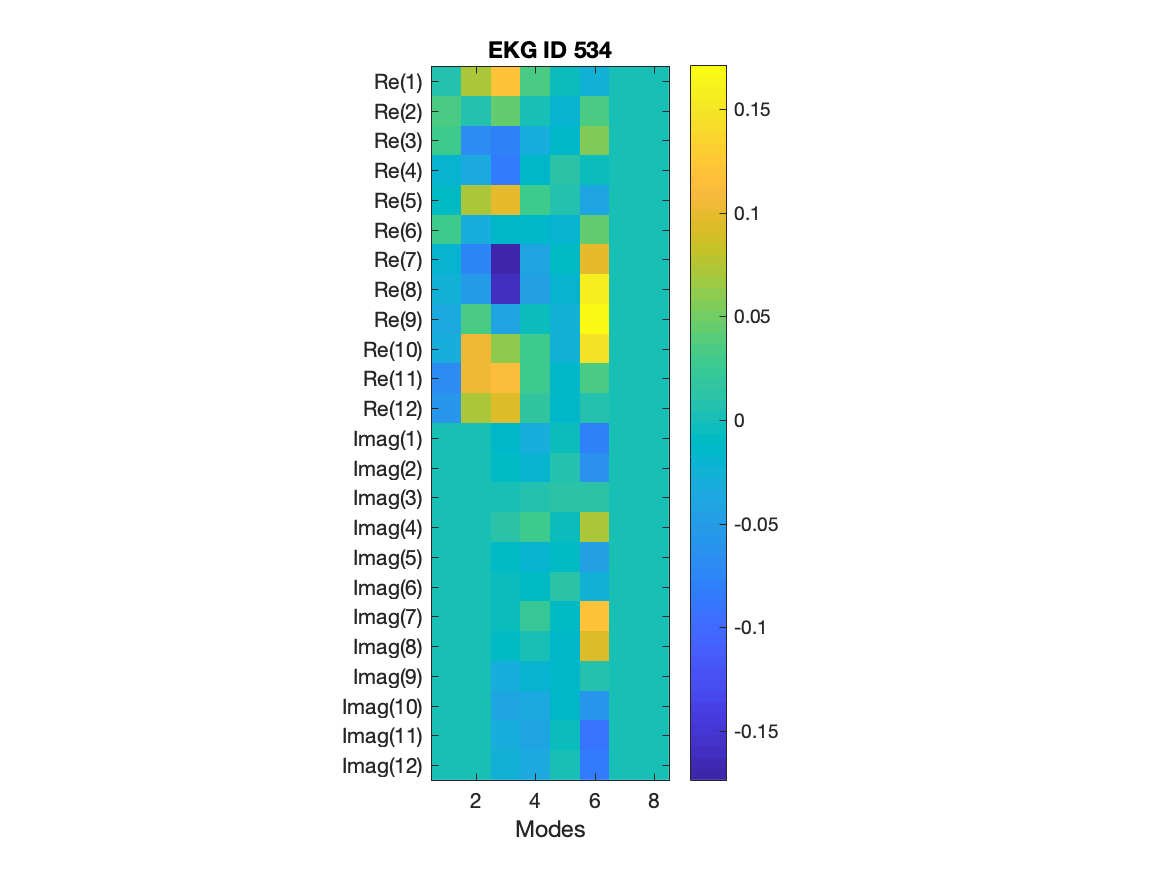 EKG ID 534
Re(1)
Re(2)
Re(3)
Re(4)
Re(5)
Re(6)
Re(7)
Re(8)
Re(9)
Re(10)
Re(11)
Re(12)
Imag(1)
Imag(2)
Imag(3)
Imag(4)
Imag(5)
Imag(6)
Imag(7)
Imag(8)
Imag(9)
Imag(10)
Imag(11)
Imag(12)
2 4 6 8
Modes
0.15
0.1
0.05
0
-0.05
-0.1
-0.15